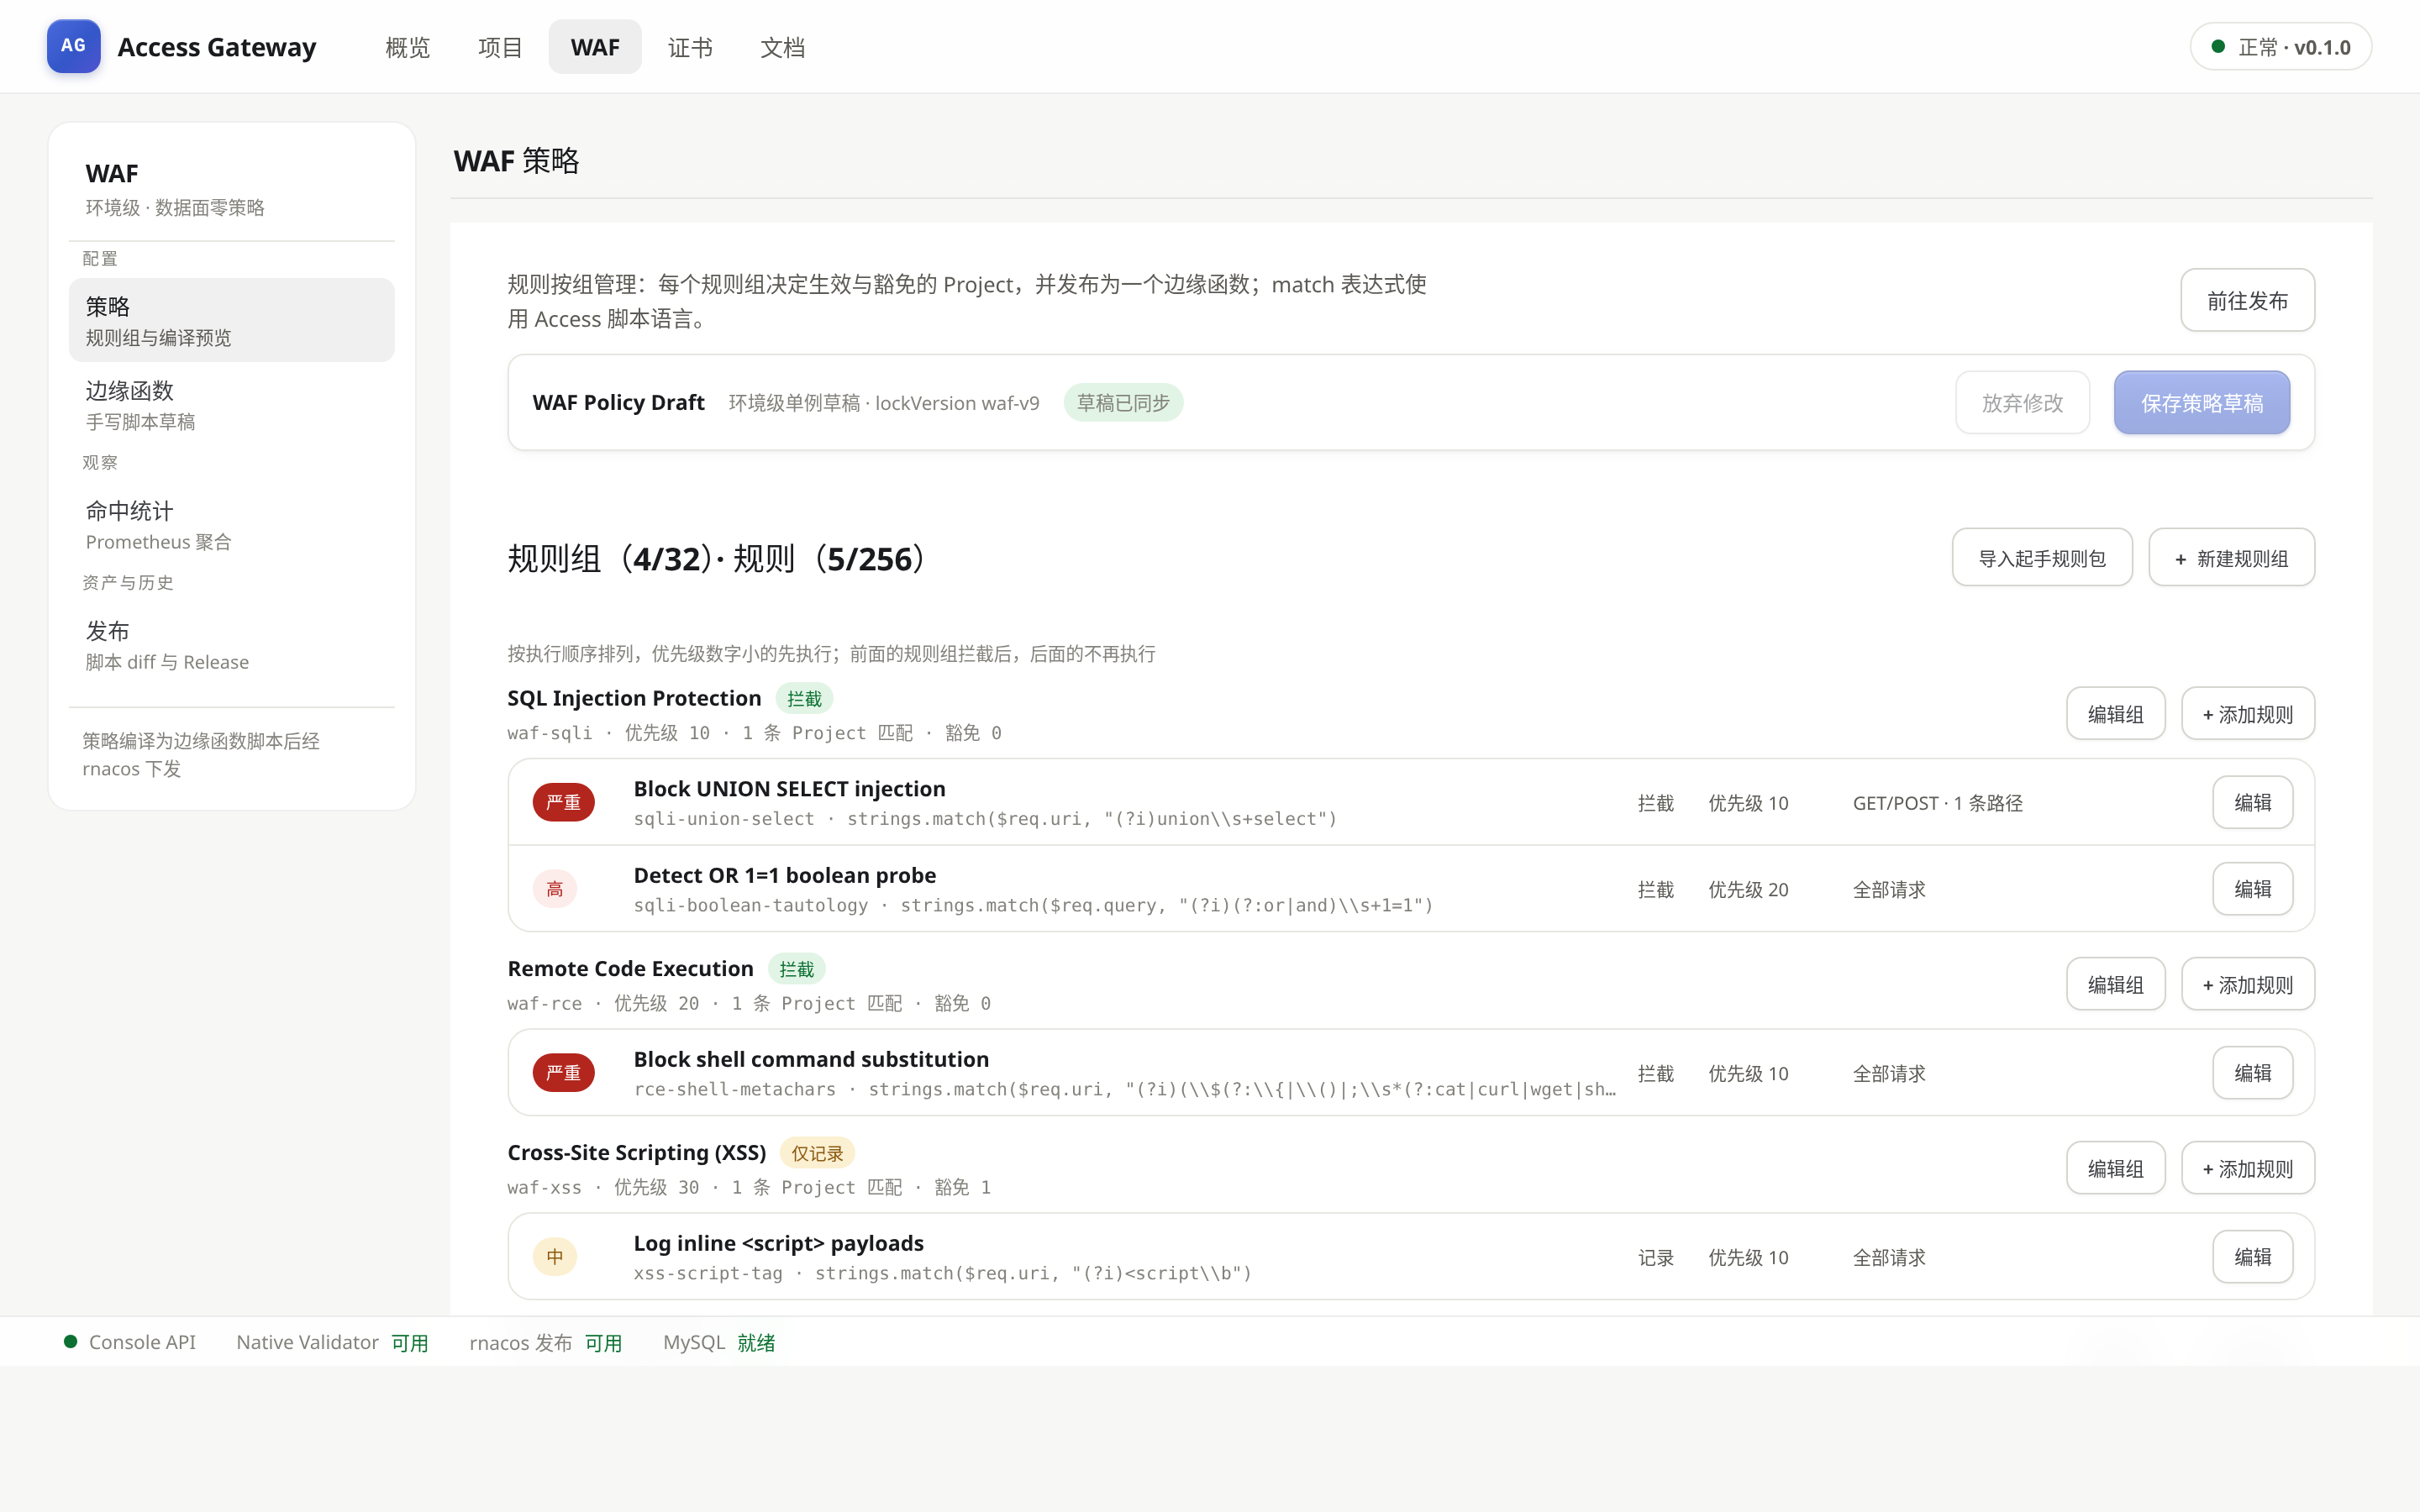 AG Access Gateway 概览 项目 WAF 证书 文档 正常 · v0.1.0
WAF
环境级 · 数据面零策略
配置
策略
规则组与编译预览
边缘函数
手写脚本草稿
观察
命中统计
Prometheus 聚合
资产与历史
发布
脚本 diff 与 Release
策略编译为边缘函数脚本后经
rnacos 下发
WAF 策略
规则按组管理：每个规则组决定生效与豁免的 Project，并发布为一个边缘函数；match 表达式使
用 Access 脚本语言。
前往发布
WAF Policy Draft 环境级单例草稿 · lockVersion waf-v9 草稿已同步 放弃修改 保存策略草稿
规则组（4/32）· 规则（5/256） 导入起手规则包 + 新建规则组
按执行顺序排列，优先级数字小的先执行；前面的规则组拦截后，后面的不再执行
SQL Injection Protection 拦截
waf-sqli · 优先级 10 · 1 条 Project 匹配 · 豁免 0
编辑组 + 添加规则
严重 Block UNION SELECT injection
sqli-union-select · strings.match($req.uri, "(?i)union\\s+select")
拦截 优先级 10 GET/POST · 1 条路径 编辑
高 Detect OR 1=1 boolean probe
sqli-boolean-tautology · strings.match($req.query, "(?i)(?:or|and)\\s+1=1")
拦截 优先级 20 全部请求 编辑
Remote Code Execution 拦截
waf-rce · 优先级 20 · 1 条 Project 匹配 · 豁免 0
编辑组 + 添加规则
严重 Block shell command substitution
rce-shell-metachars · strings.match($req.uri, "(?i)(\\$(?:\\{|\\()|;\\s*(?:cat|curl|wget|sh…
拦截 优先级 10 全部请求 编辑
Cross-Site Scripting (XSS) 仅记录
waf-xss · 优先级 30 · 1 条 Project 匹配 · 豁免 1
编辑组 + 添加规则
中 Log inline <script> payloads
xss-script-tag · strings.match($req.uri, "(?i)<script\\b")
记录 优先级 10 全部请求 编辑
Console API Native Validator 可用 rnacos 发布 可用 MySQL 就绪